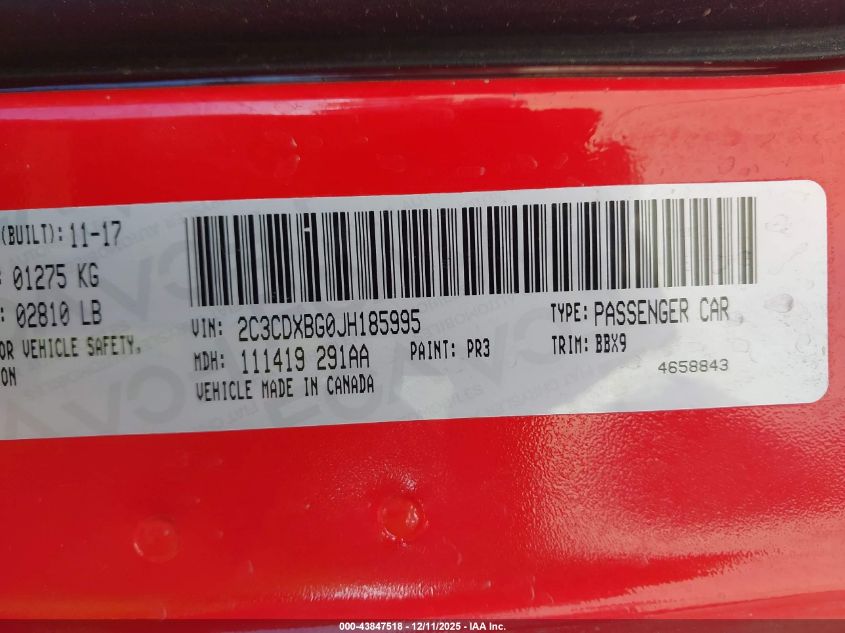 (BUILT): 11-17
: 01275 KG
: 02810 LB
OR VEHICLE SAFETY,
ON
VIN: 2C3CDXBG0JH185995
TYPE: PASSENGER CAR
MDH: 111419 291AA
PAINT: PR3
TRIM: BBX9
VEHICLE MADE IN CANADA
4658843
000-43847518 - 12/11/2025 - IAA Inc.